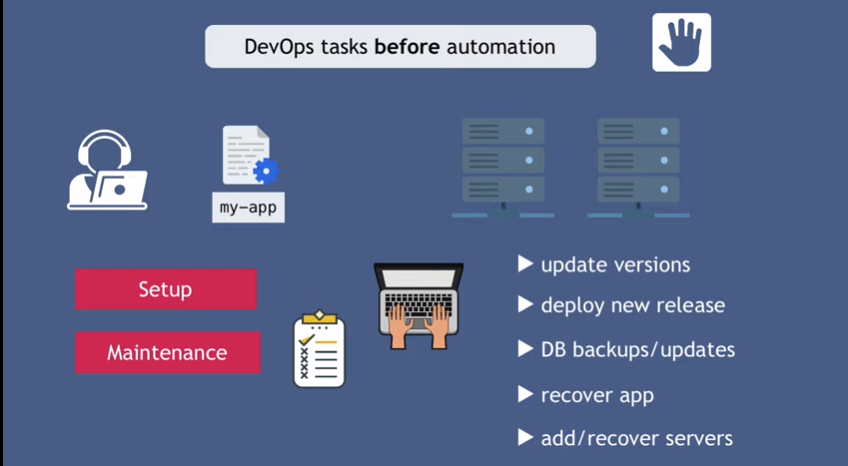 DevOps tasks before automation
my-app
Setup
Maintenance
update versions
deploy new release
DB backups/updates
recover app
add/recover servers